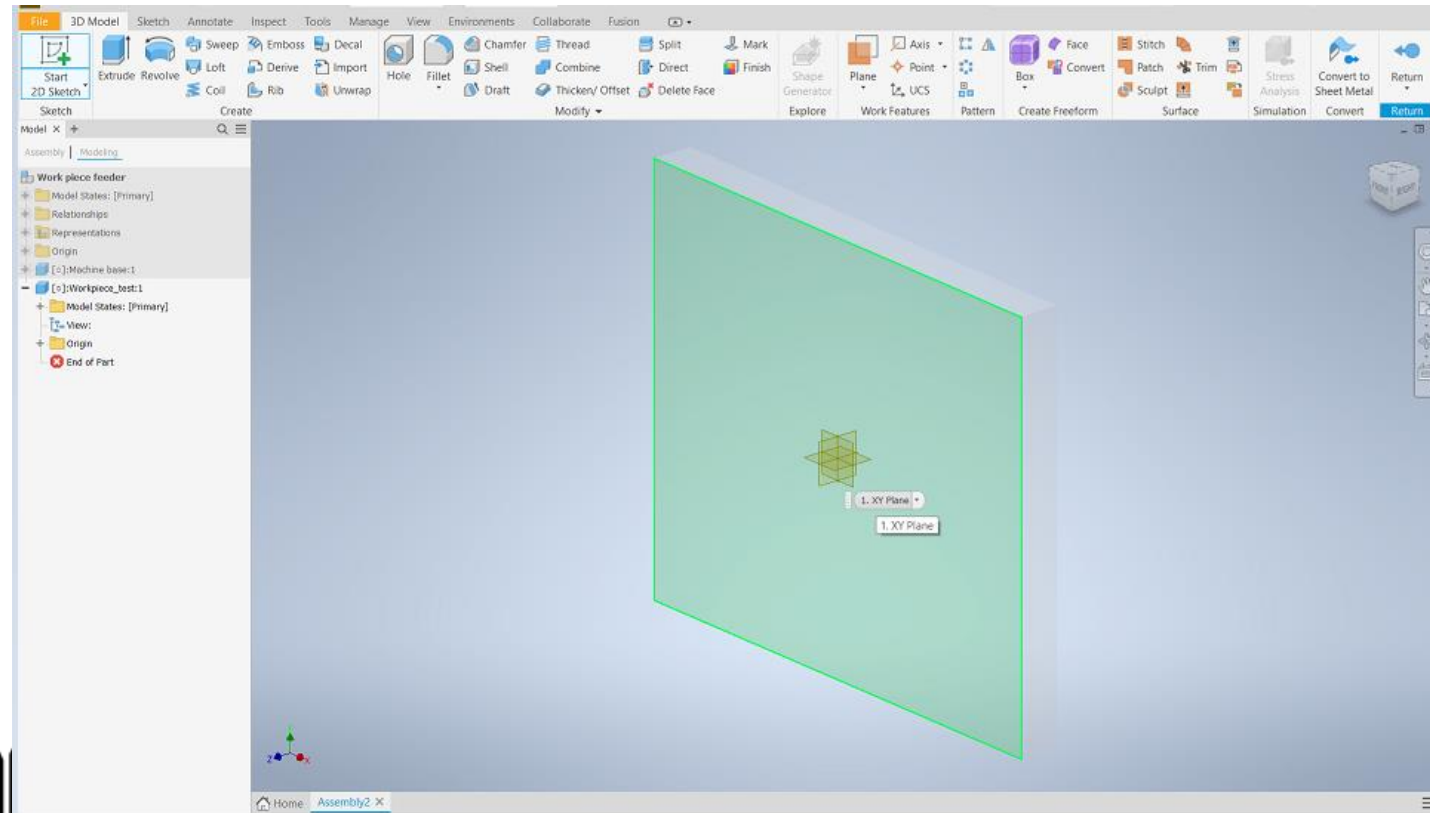 File 3D Model Sketch Annotate Inspect Tools Manage View Environments Collaborate Fusion
Start 2D Sketch
Extrude Revolve
Sweep Emboss Decal
Loft Derive Import
Coil Rib Unwrap
Hole Fillet
Chamfer Thread Split Mark
Shell Combine Direct Finish
Draft Thicken/ Offset Delete Face
Shape Generator
Plane
Axis
Point
UCS
Box
Face
Convert
Stitch
Patch Trim
Sculpt
Stress Analysis
Convert to Sheet Metal
Return
Sketch Create Modify Explore Work Features Pattern Create Freeform Surface Simulation Convert Return
Model × +
Assembly | Modeling
Work piece feeder
Model States: [Primary]
Relationships
Representations
Origin
[o]:Machine base:1
[o]:Workpiece_test:1
Model States: [Primary]
View:
Origin
End of Part
FRONT RIGHT
1. XY Plane
1. XY Plane
Y
Z X
Home Assembly2 ×